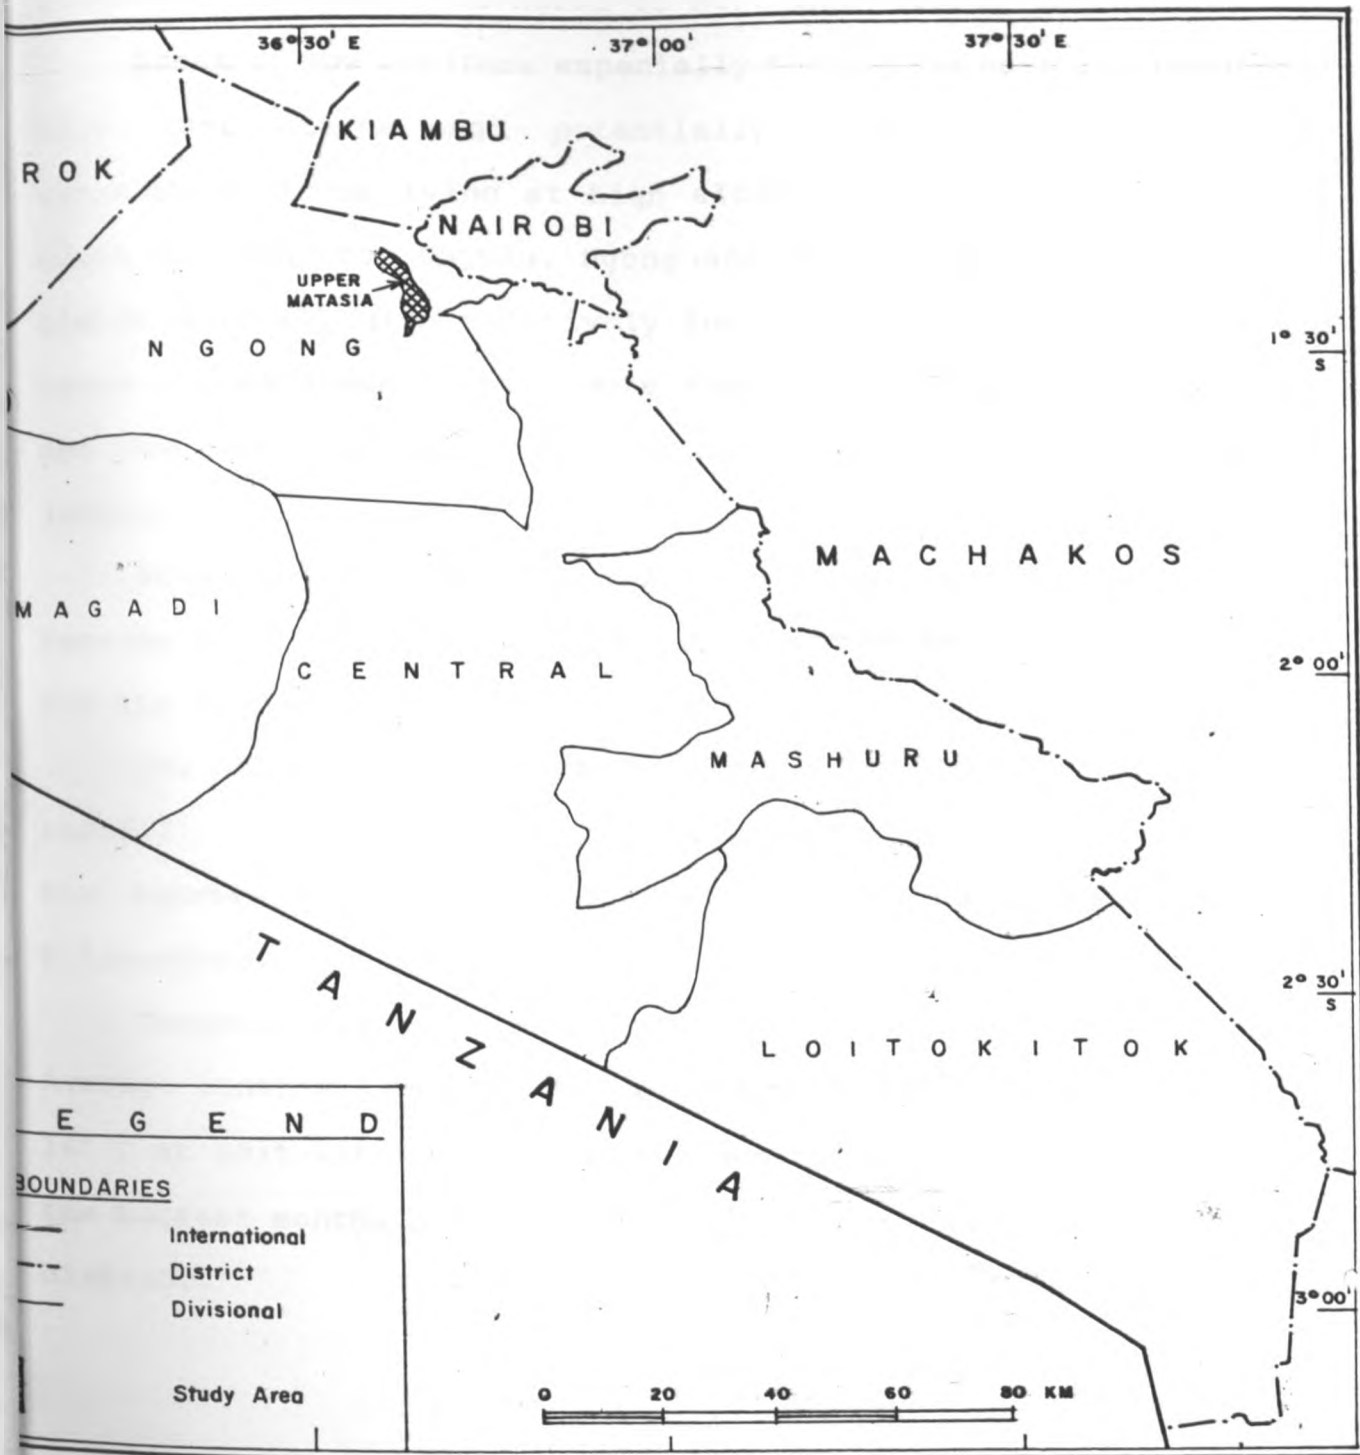 36° 30' E
37° 00'
37° 30' E
KIAMBU
ROK
NAIROBI
UPPER
MATASIA
NGONG
1° 30'
S
MACHAKOS
MAGADI
CENTRAL
2° 00'
MASHURU
TANZANIA
2° 30'
S
LOITOKITOK
EGEND
BOUNDARIES
International
District
Divisional
3° 00'
Study Area
0 20 40 60 80 KM